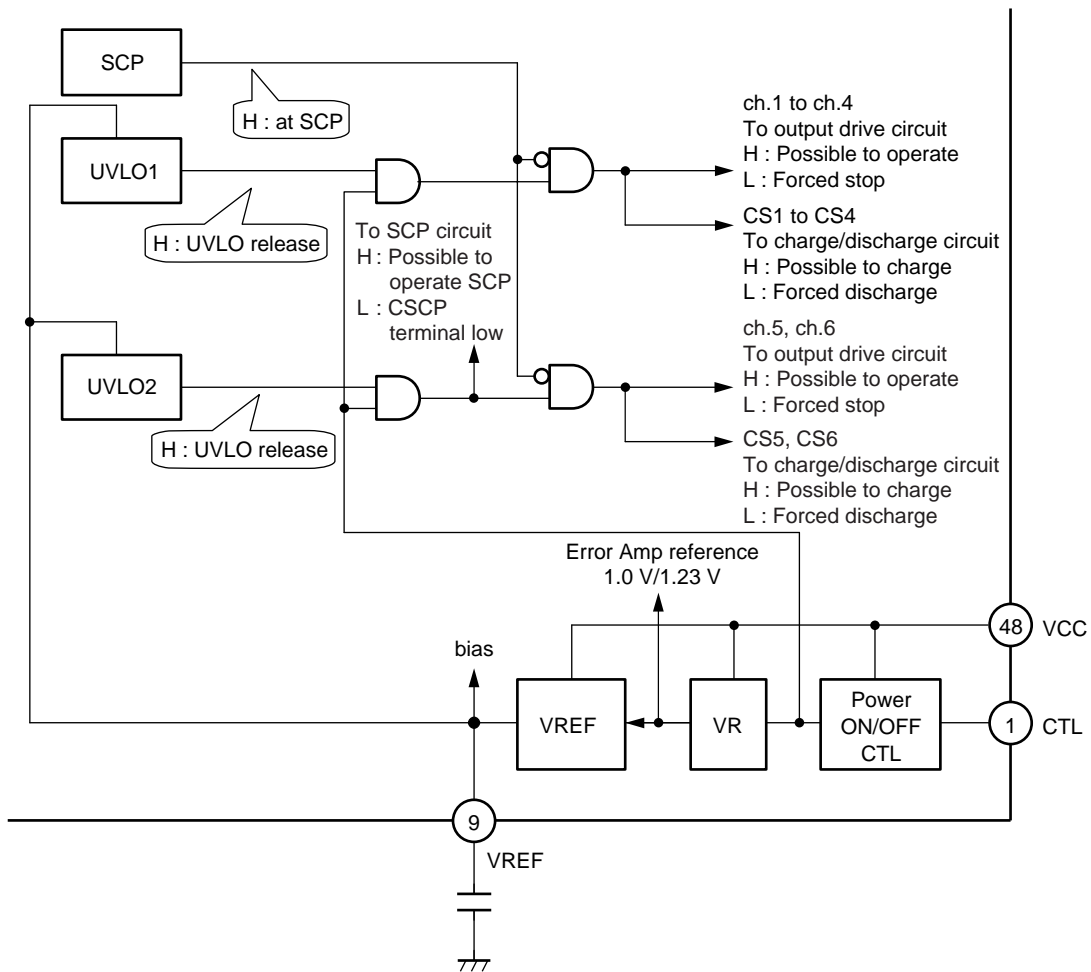 SCP
H : at SCP
UVLO1
H : UVLO release
To SCP circuit
H : Possible to
operate SCP
L : CSCP
terminal low
ch.1 to ch.4
To output drive circuit
H : Possible to operate
L : Forced stop
CS1 to CS4
To charge/discharge circuit
H : Possible to charge
L : Forced discharge
UVLO2
H : UVLO release
ch.5, ch.6
To output drive circuit
H : Possible to operate
L : Forced stop
CS5, CS6
To charge/discharge circuit
H : Possible to charge
L : Forced discharge
Error Amp reference
1.0 V/1.23 V
48
VCC
bias
VREF
VR
Power
ON/OFF
CTL
1
CTL
9
VREF